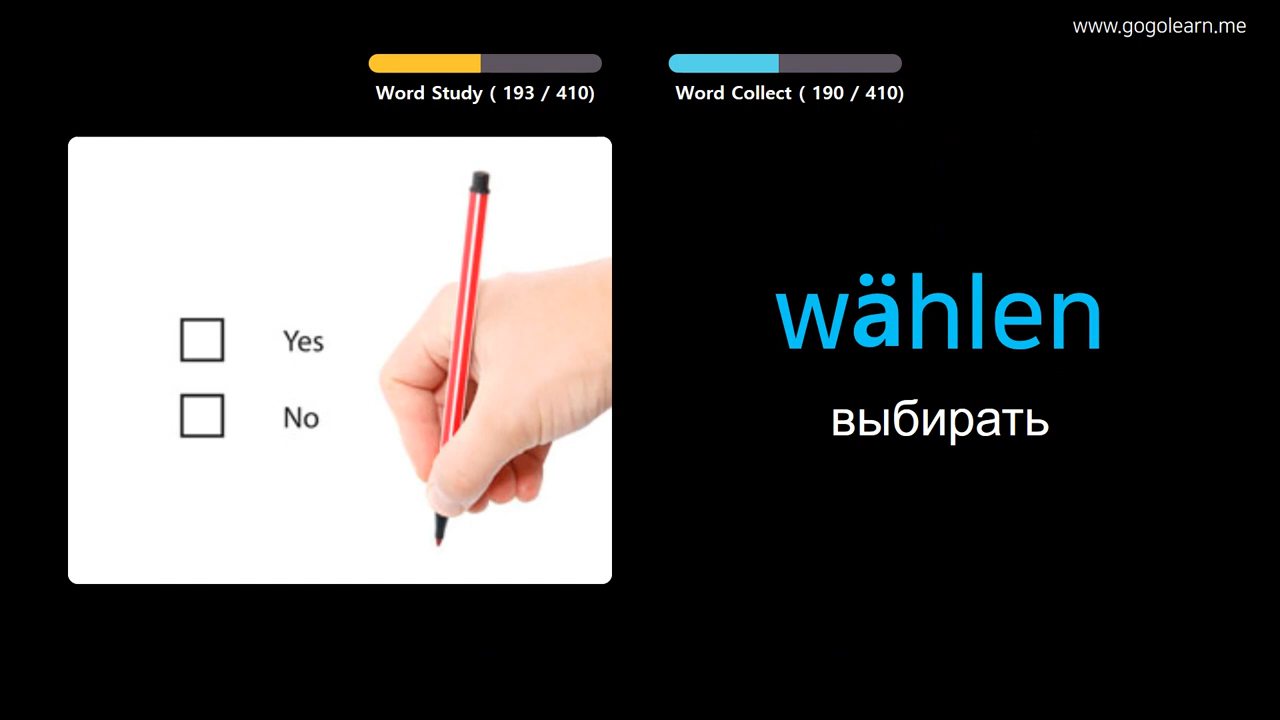 www.gogolearn.me
Word Study ( 193 / 410)
Word Collect ( 190 / 410)
wählen
выбирать
Yes
No